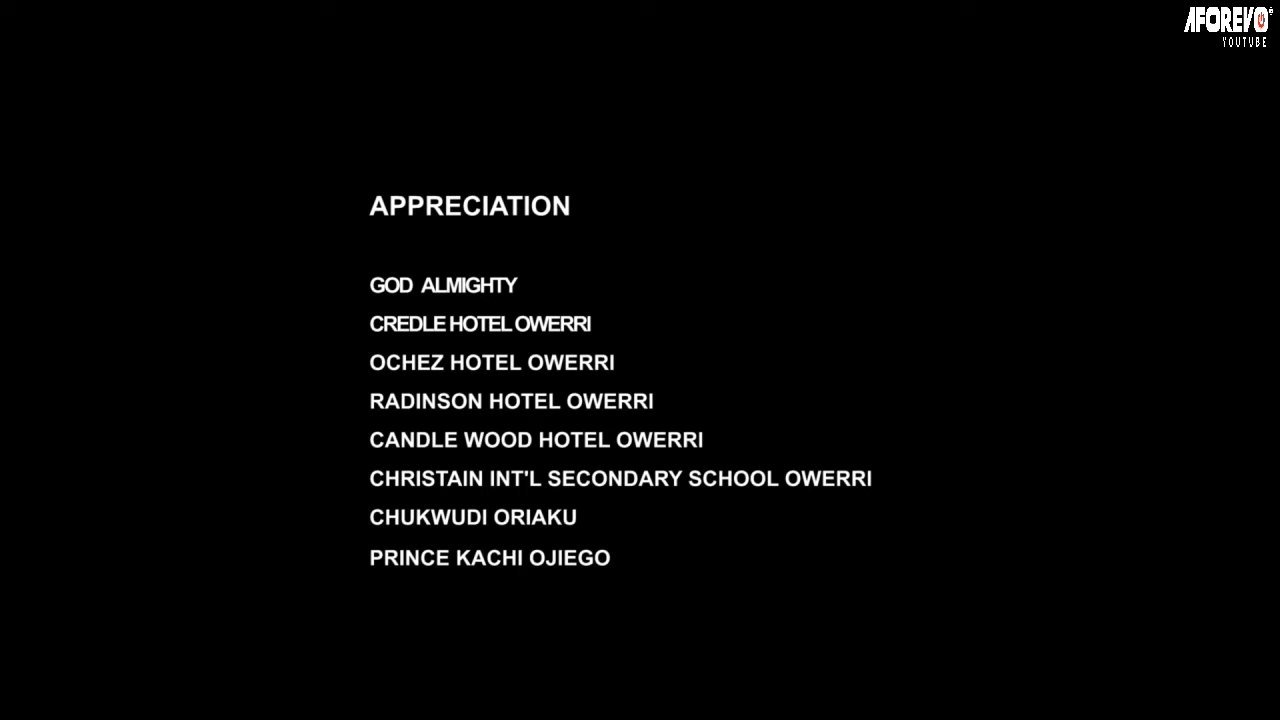 AFOREVO
YOUTUBE
APPRECIATION
GOD ALMIGHTY
CREDLE HOTEL OWERRI
OCHEZ HOTEL OWERRI
RADINSON HOTEL OWERRI
CANDLE WOOD HOTEL OWERRI
CHRISTAIN INT'L SECONDARY SCHOOL OWERRI
CHUKWUDI ORIAKU
PRINCE KACHI OJIEGO